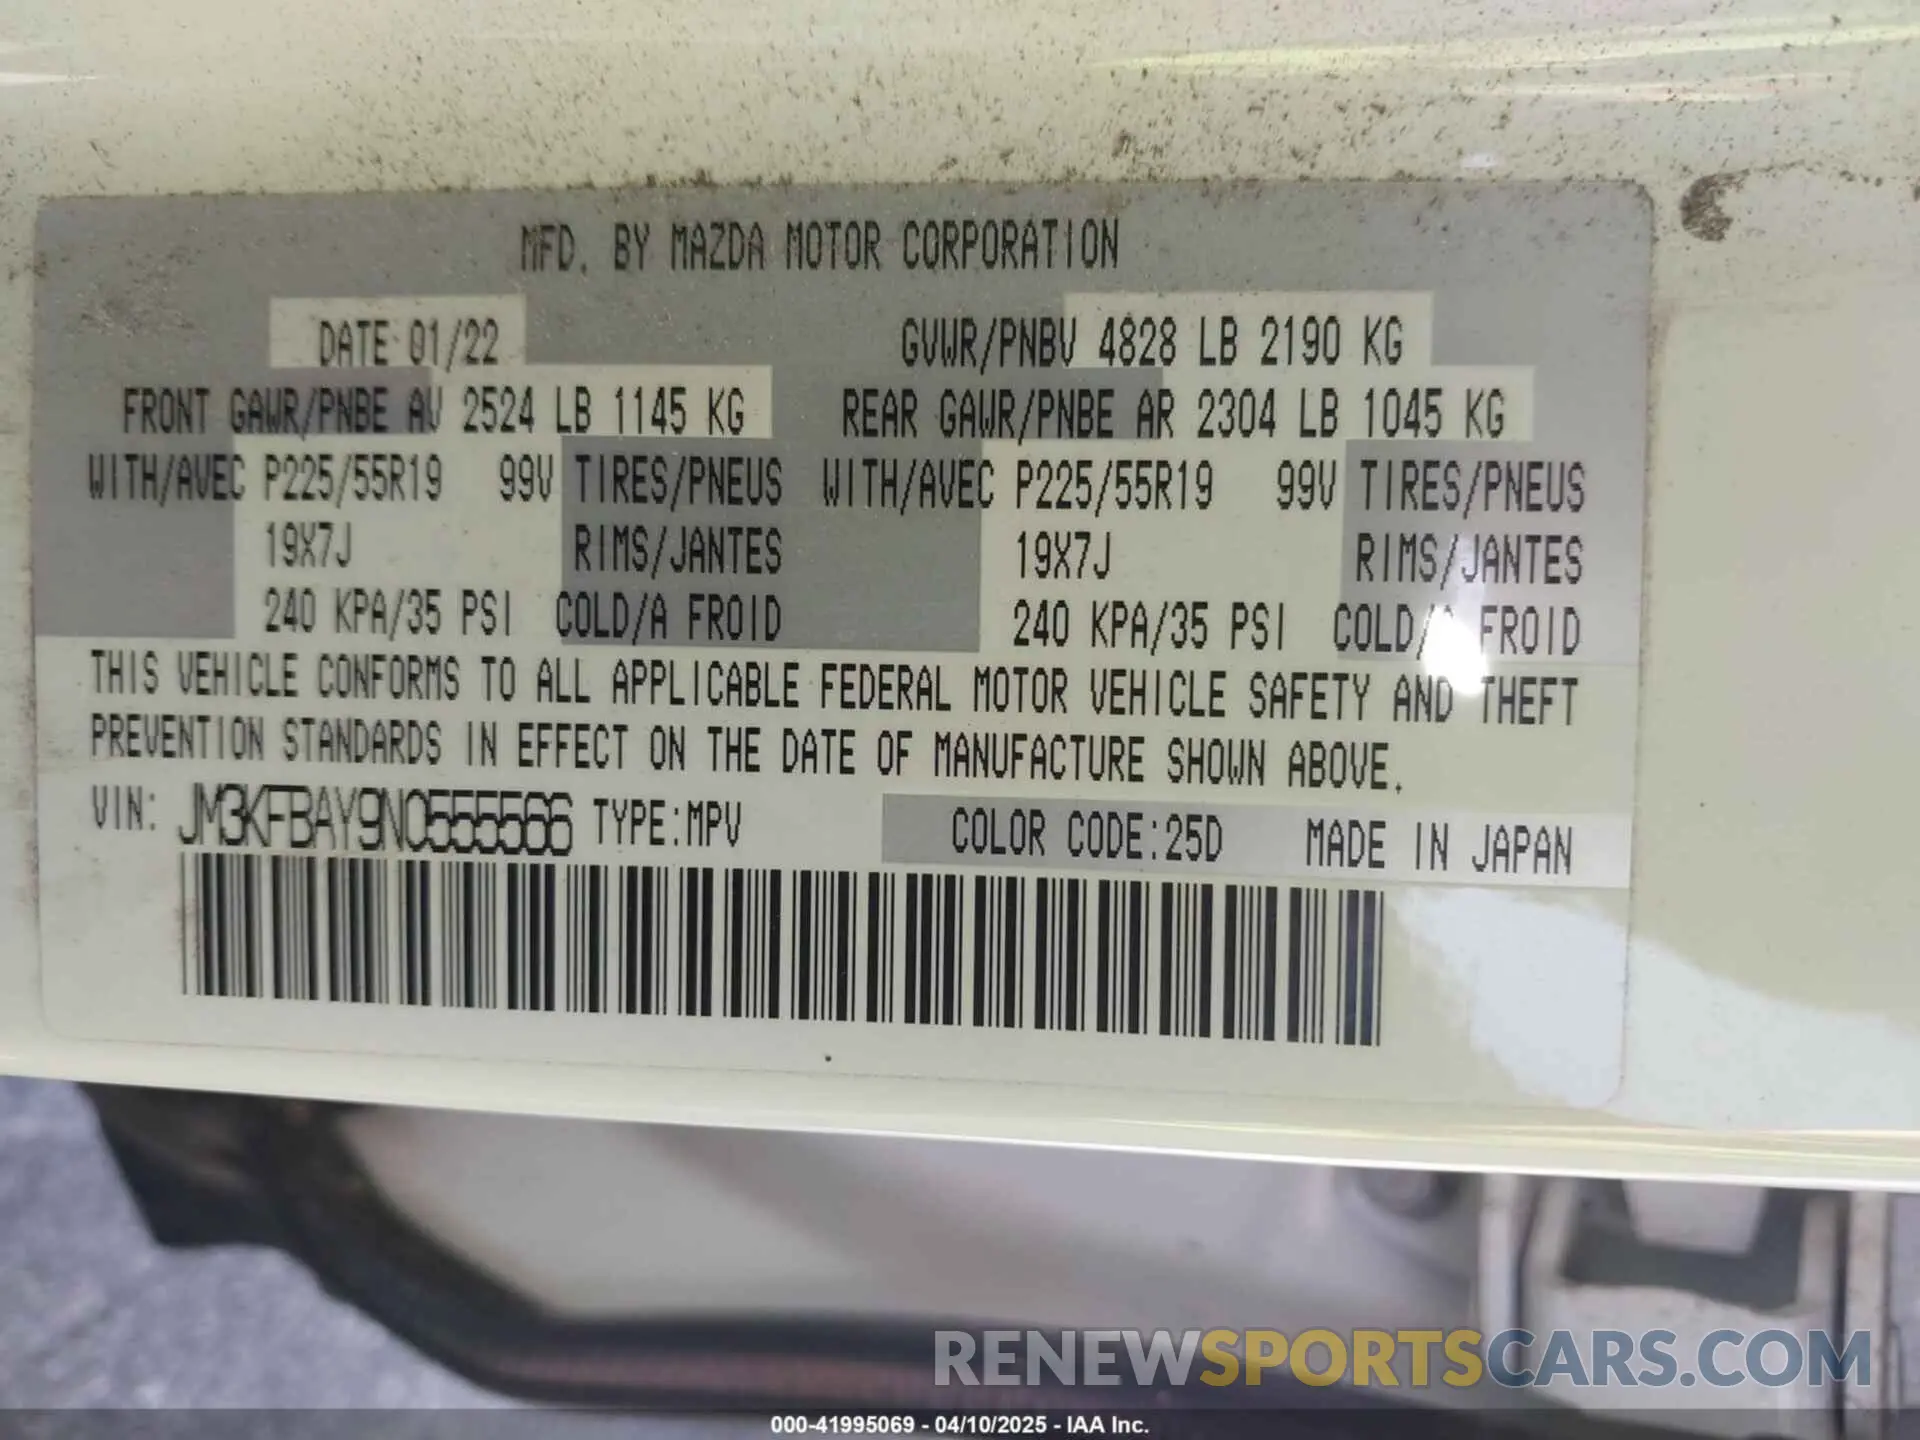 MFD. BY MAZDA MOTOR CORPORATION
DATE 01/22 GVWR/PNBV 4828 LB 2190 KG
FRONT GAWR/PNBE AV 2524 LB 1145 KG REAR GAWR/PNBE AR 2304 LB 1045 KG
WITH/AVEC P225/55R19 99V TIRES/PNEUS WITH/AVEC P225/55R19 99V TIRES/PNEUS
19X7J RIMS/JANTES 19X7J RIMS/JANTES
240 KPA/35 PSI COLD/A FROID 240 KPA/35 PSI COLD/A FROID
THIS VEHICLE CONFORMS TO ALL APPLICABLE FEDERAL MOTOR VEHICLE SAFETY AND THEFT
PREVENTION STANDARDS IN EFFECT ON THE DATE OF MANUFACTURE SHOWN ABOVE.
VIN: JM3KFBAY9N0555566 TYPE:MPV COLOR CODE:25D MADE IN JAPAN
RENEWSPORTSCARS.COM
000-41995069 - 04/10/2025 - IAA Inc.